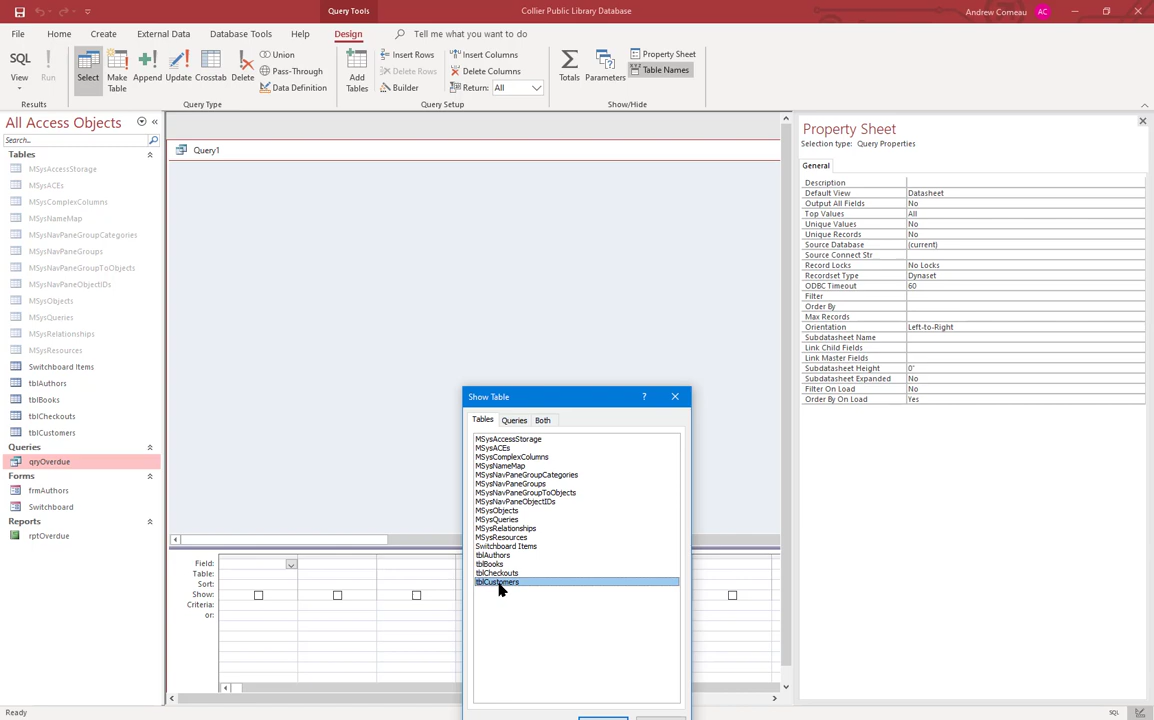 Query Tools
Collier Public Library Database
Andrew Comeau
AC
File
Home
Create
External Data
Database Tools
Help
Design
Tell me what you want to do
SQL
View
Run
Results
Select
Make Table
Append
Update
Crosstab
Delete
Union
Pass-Through
Data Definition
Query Type
Add Tables
Insert Rows
Delete Rows
Builder
Insert Columns
Delete Columns
Return: All
Query Setup
Totals
Parameters
Property Sheet
Table Names
Show/Hide
All Access Objects
Search...
Tables
MSysAccessStorage
MSysACEs
MSysComplexColumns
MSysNameMap
MSysNavPaneGroupCategories
MSysNavPaneGroups
MSysNavPaneGroupToObjects
MSysNavPaneObjectIDs
MSysObjects
MSysQueries
MSysRelationships
MSysResources
Switchboard Items
tblAuthors
tblBooks
tblCheckouts
tblCustomers
Queries
qryOverdue
Forms
frmAuthors
Switchboard
Reports
rptOverdue
Query1
Field:
Table:
Sort:
Show:
Criteria:
or:
Show Table
?
Tables
Queries
Both
MSysAccessStorage
MSysACEs
MSysComplexColumns
MSysNameMap
MSysNavPaneGroupCategories
MSysNavPaneGroups
MSysNavPaneGroupToObjects
MSysNavPaneObjectIDs
MSysObjects
MSysQueries
MSysRelationships
MSysResources
Switchboard Items
tblAuthors
tblBooks
tblCheckouts
tblCustomers
Property Sheet
Selection type: Query Properties
General
Description
Default View Datasheet
Output All Fields No
Top Values All
Unique Values No
Unique Records No
Source Database (current)
Source Connect Str
Record Locks No Locks
Recordset Type Dynaset
ODBC Timeout 60
Filter
Order By
Max Records
Orientation Left-to-Right
Subdatasheet Name
Link Child Fields
Link Master Fields
Subdatasheet Height 0"
Subdatasheet Expanded No
Filter On Load No
Order By On Load Yes
Ready
SQL